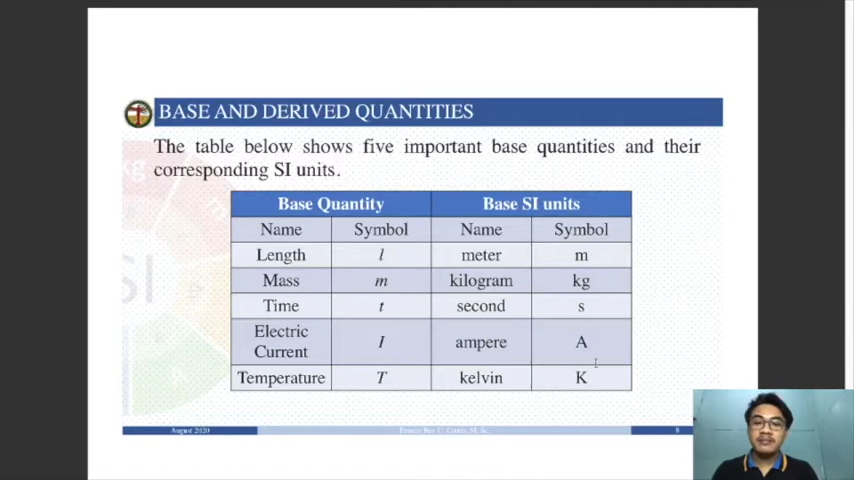 BASE AND DERIVED QUANTITIES
The table below shows five important base quantities and their
corresponding SI units.
Base Quantity Base SI units
Name Symbol Name Symbol
Length l meter m
Mass m kilogram kg
Time t second s
Electric
Current I ampere A
Temperature T kelvin K
kg
m
SI
A
August 2020
8